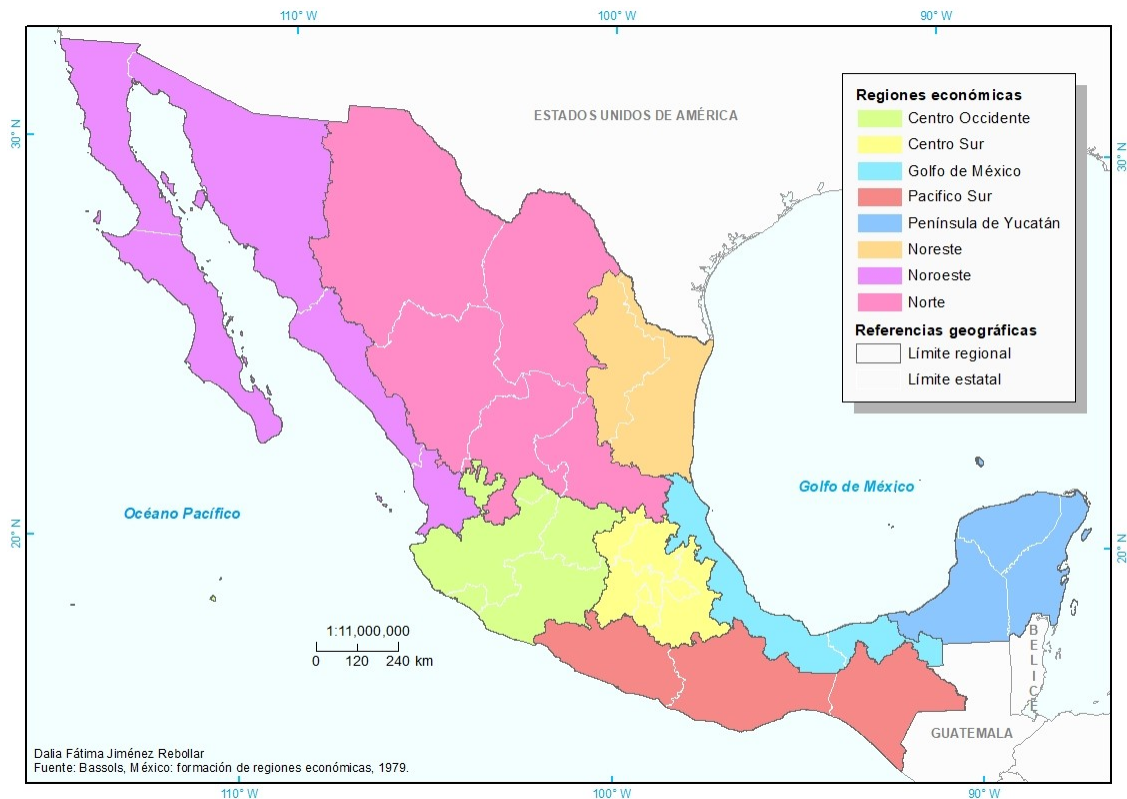 110° W
100° W
90° W
30° N
30° N
20° N
20° N
ESTADOS UNIDOS DE AMÉRICA
Regiones económicas
Centro Occidente
Centro Sur
Golfo de México
Pacifico Sur
Península de Yucatán
Noreste
Noroeste
Norte
Referencias geográficas
Límite regional
Límite estatal
Golfo de México
Océano Pacífico
1:11,000,000
0 120 240 km
BELICE
GUATEMALA
Dalia Fátima Jiménez Rebollar
Fuente: Bassols, México: formación de regiones económicas, 1979.
110° W
100° W
90° W